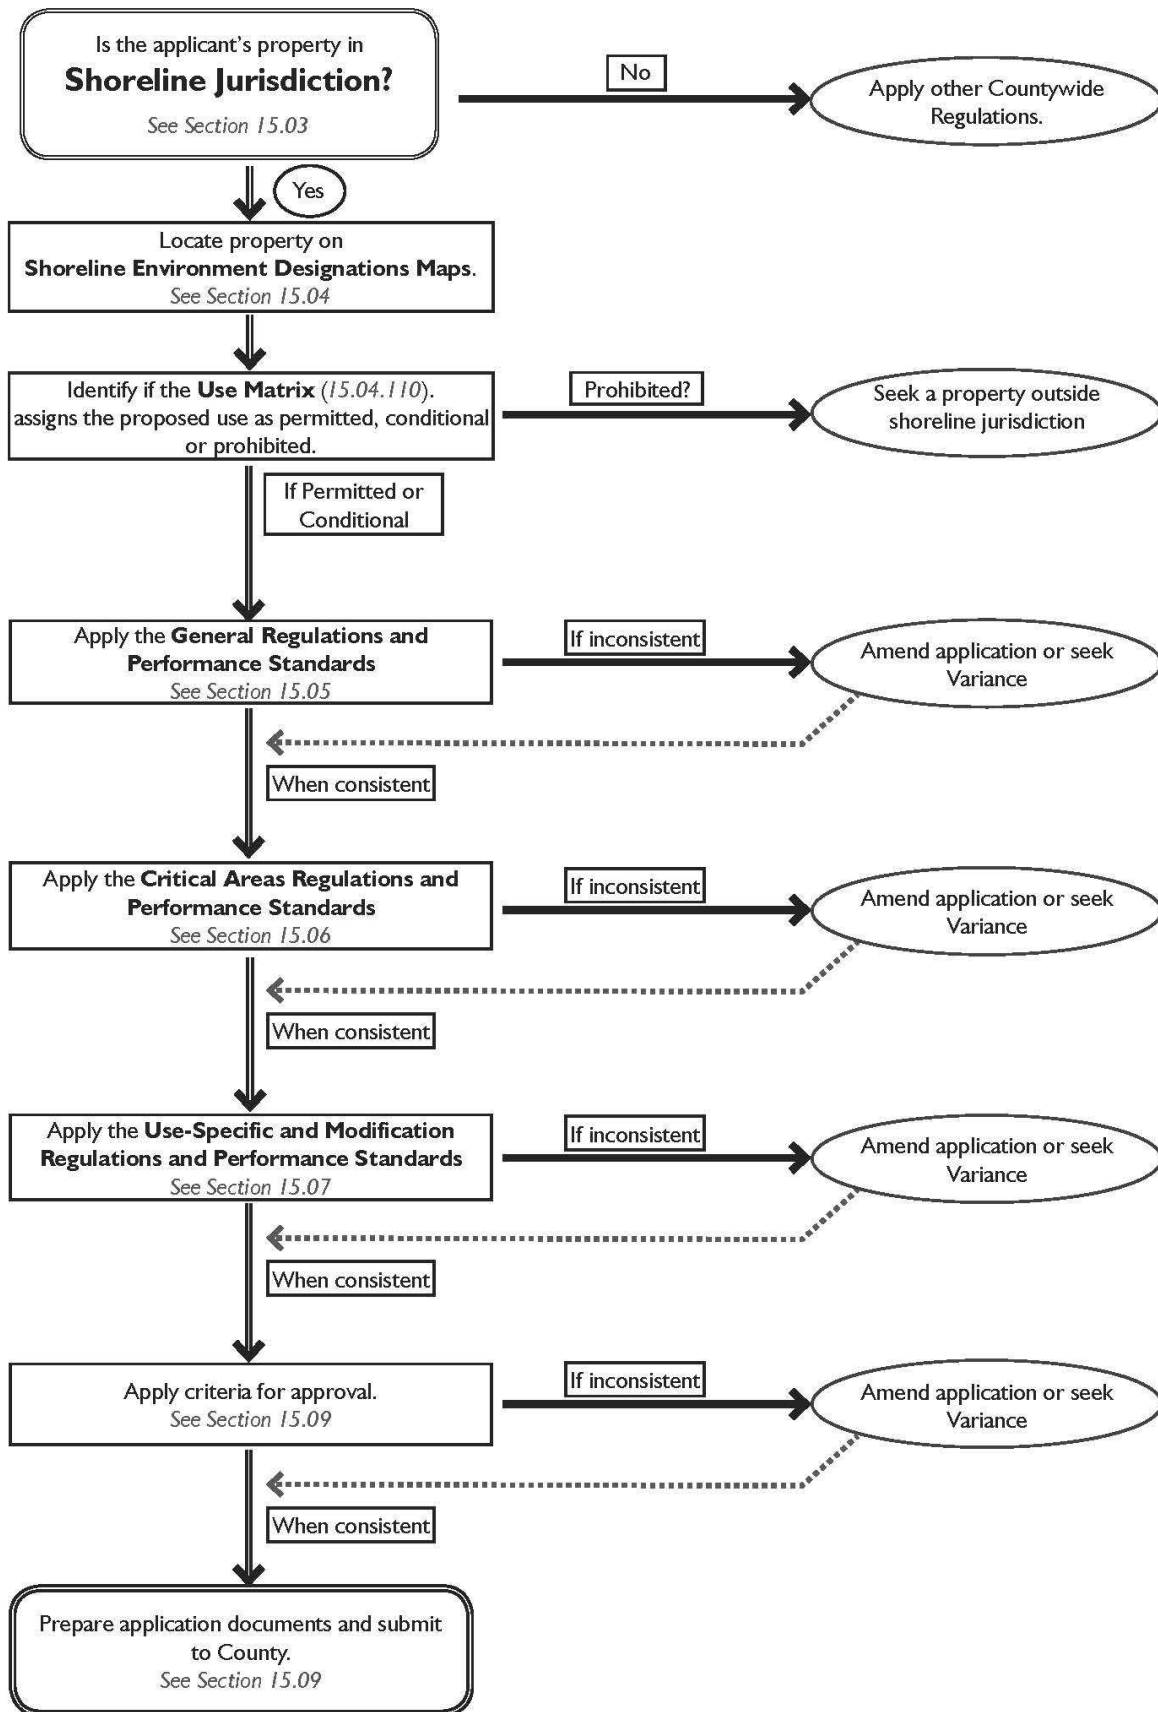 Is the applicant's property in
Shoreline Jurisdiction?
See Section 15.03
No
Apply other Countywide
Regulations.
Yes
Locate property on
Shoreline Environment Designations Maps.
See Section 15.04
Identify if the Use Matrix (15.04.110).
assigns the proposed use as permitted, conditional
or prohibited.
Prohibited?
Seek a property outside
shoreline jurisdiction
If Permitted or
Conditional
Apply the General Regulations and
Performance Standards
See Section 15.05
If inconsistent
Amend application or seek
Variance
When consistent
Apply the Critical Areas Regulations and
Performance Standards
See Section 15.06
If inconsistent
Amend application or seek
Variance
When consistent
Apply the Use-Specific and Modification
Regulations and Performance Standards
See Section 15.07
If inconsistent
Amend application or seek
Variance
When consistent
Apply criteria for approval.
See Section 15.09
If inconsistent
Amend application or seek
Variance
When consistent
Prepare application documents and submit
to County.
See Section 15.09